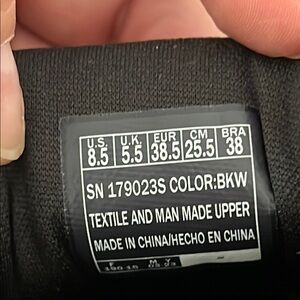 U.S. U.K EUR CM BRA
8.5 5.5 38.5 25.5 38
SN 179023S COLOR:BKW
TEXTILE AND MAN MADE UPPER
MADE IN CHINA/HECHO EN CHINA
F M Y